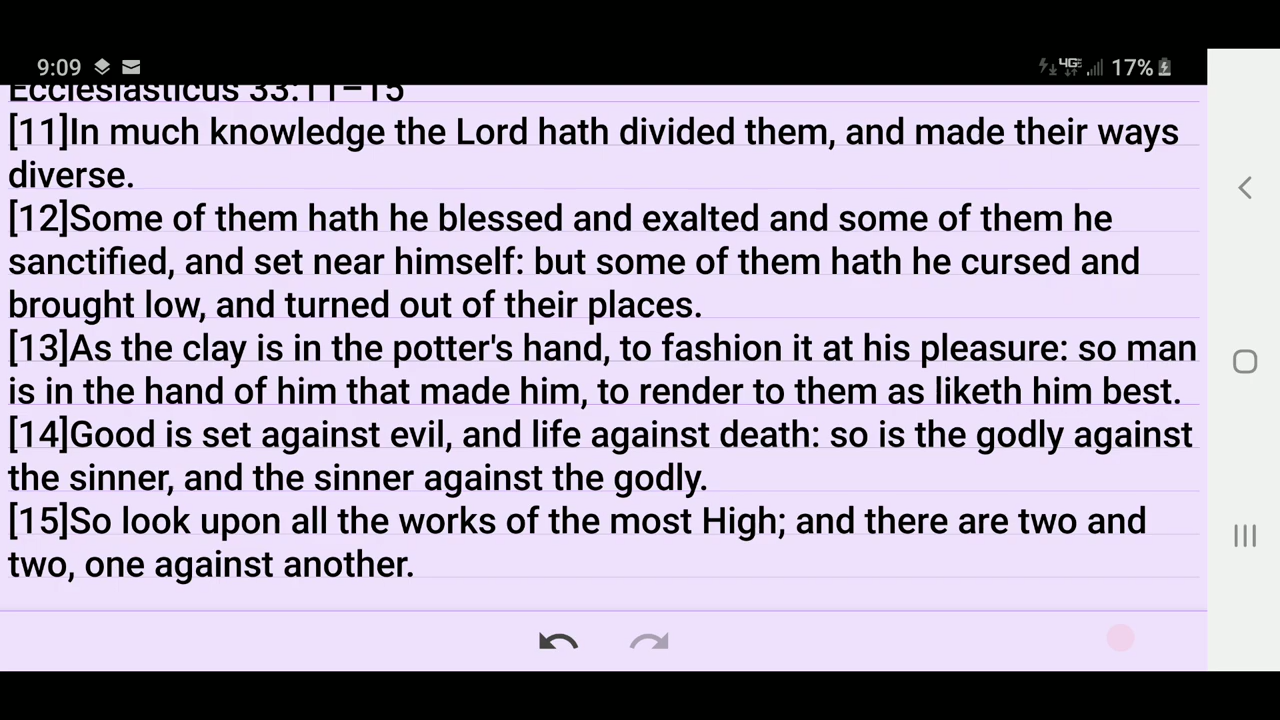 9:09
4G 17%
Ecclesiasticus 33:11-15
[11]In much knowledge the Lord hath divided them, and made their ways
diverse.
[12]Some of them hath he blessed and exalted and some of them he
sanctified, and set near himself: but some of them hath he cursed and
brought low, and turned out of their places.
[13]As the clay is in the potter's hand, to fashion it at his pleasure: so man
is in the hand of him that made him, to render to them as liketh him best.
[14]Good is set against evil, and life against death: so is the godly against
the sinner, and the sinner against the godly.
[15]So look upon all the works of the most High; and there are two and
two, one against another.